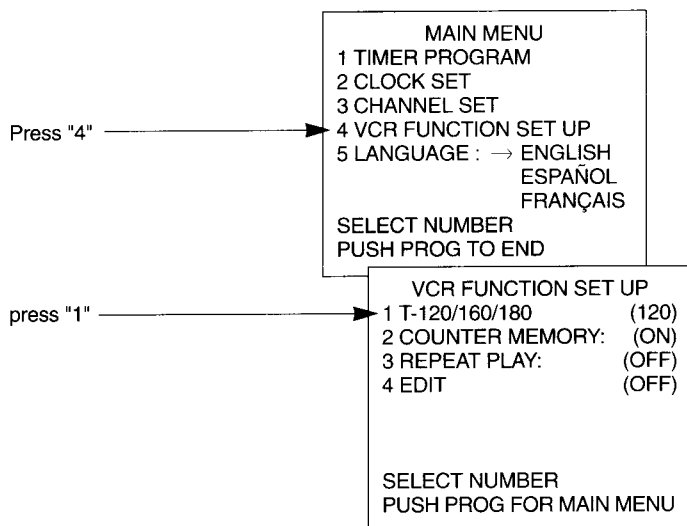 MAIN MENU
1 TIMER PROGRAM
2 CLOCK SET
3 CHANNEL SET
Press "4"
4 VCR FUNCTION SET UP
5 LANGUAGE : → ENGLISH
ESPAÑOL
FRANÇAIS
SELECT NUMBER
PUSH PROG TO END
VCR FUNCTION SET UP
press "1"
1 T-120/160/180 (120)
2 COUNTER MEMORY: (ON)
3 REPEAT PLAY: (OFF)
4 EDIT (OFF)
SELECT NUMBER
PUSH PROG FOR MAIN MENU